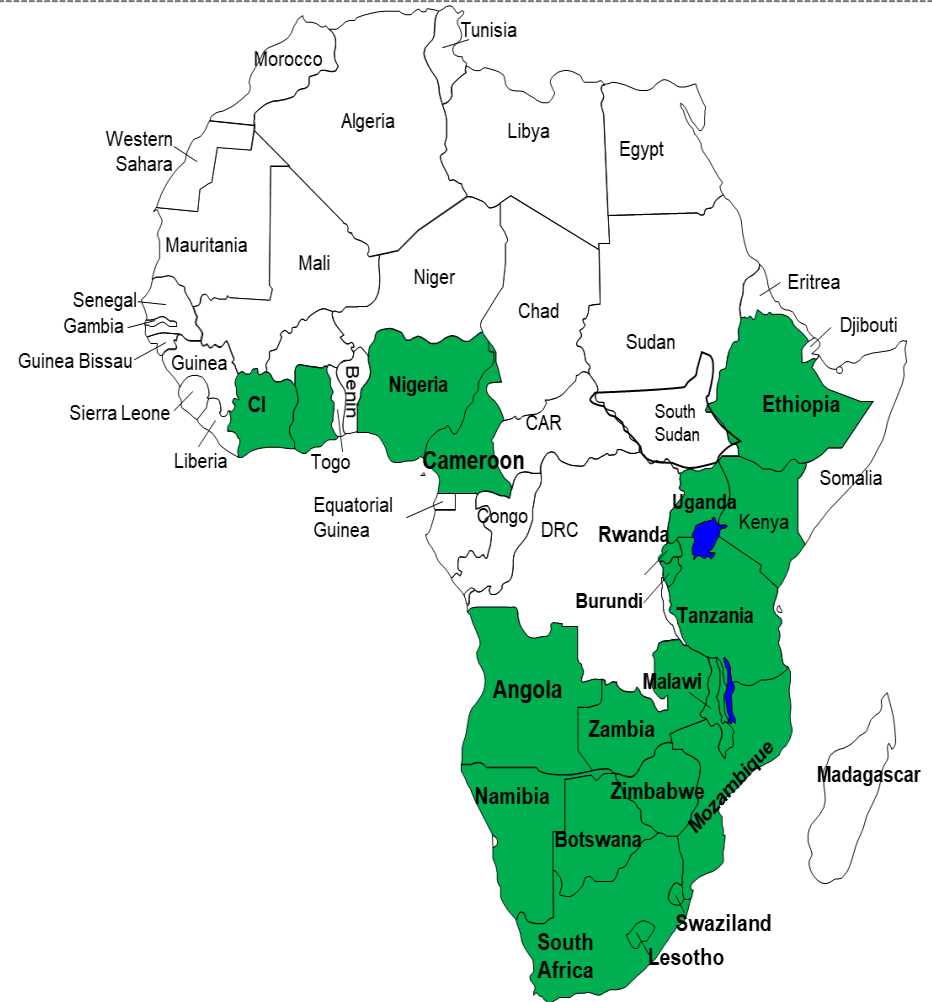 Tunisia
Morocco
Algeria
Libya
Egypt
Western
Sahara
Mauritania
Mali
Niger
Chad
Eritrea
Senegal
Gambia
Djibouti
Sudan
Guinea Bissau
Guinea
Benin
Nigeria
CI
Ethiopia
Sierra Leone
South
Sudan
CAR
Liberia
Togo
Cameroon
Somalia
Equatorial
Guinea
Uganda
Congo
DRC
Kenya
Rwanda
Burundi
Tanzania
Malawi
Angola
Zambia
Mozambique
Madagascar
Namibia
Zimbabwe
Botswana
Swaziland
South
Africa
Lesotho